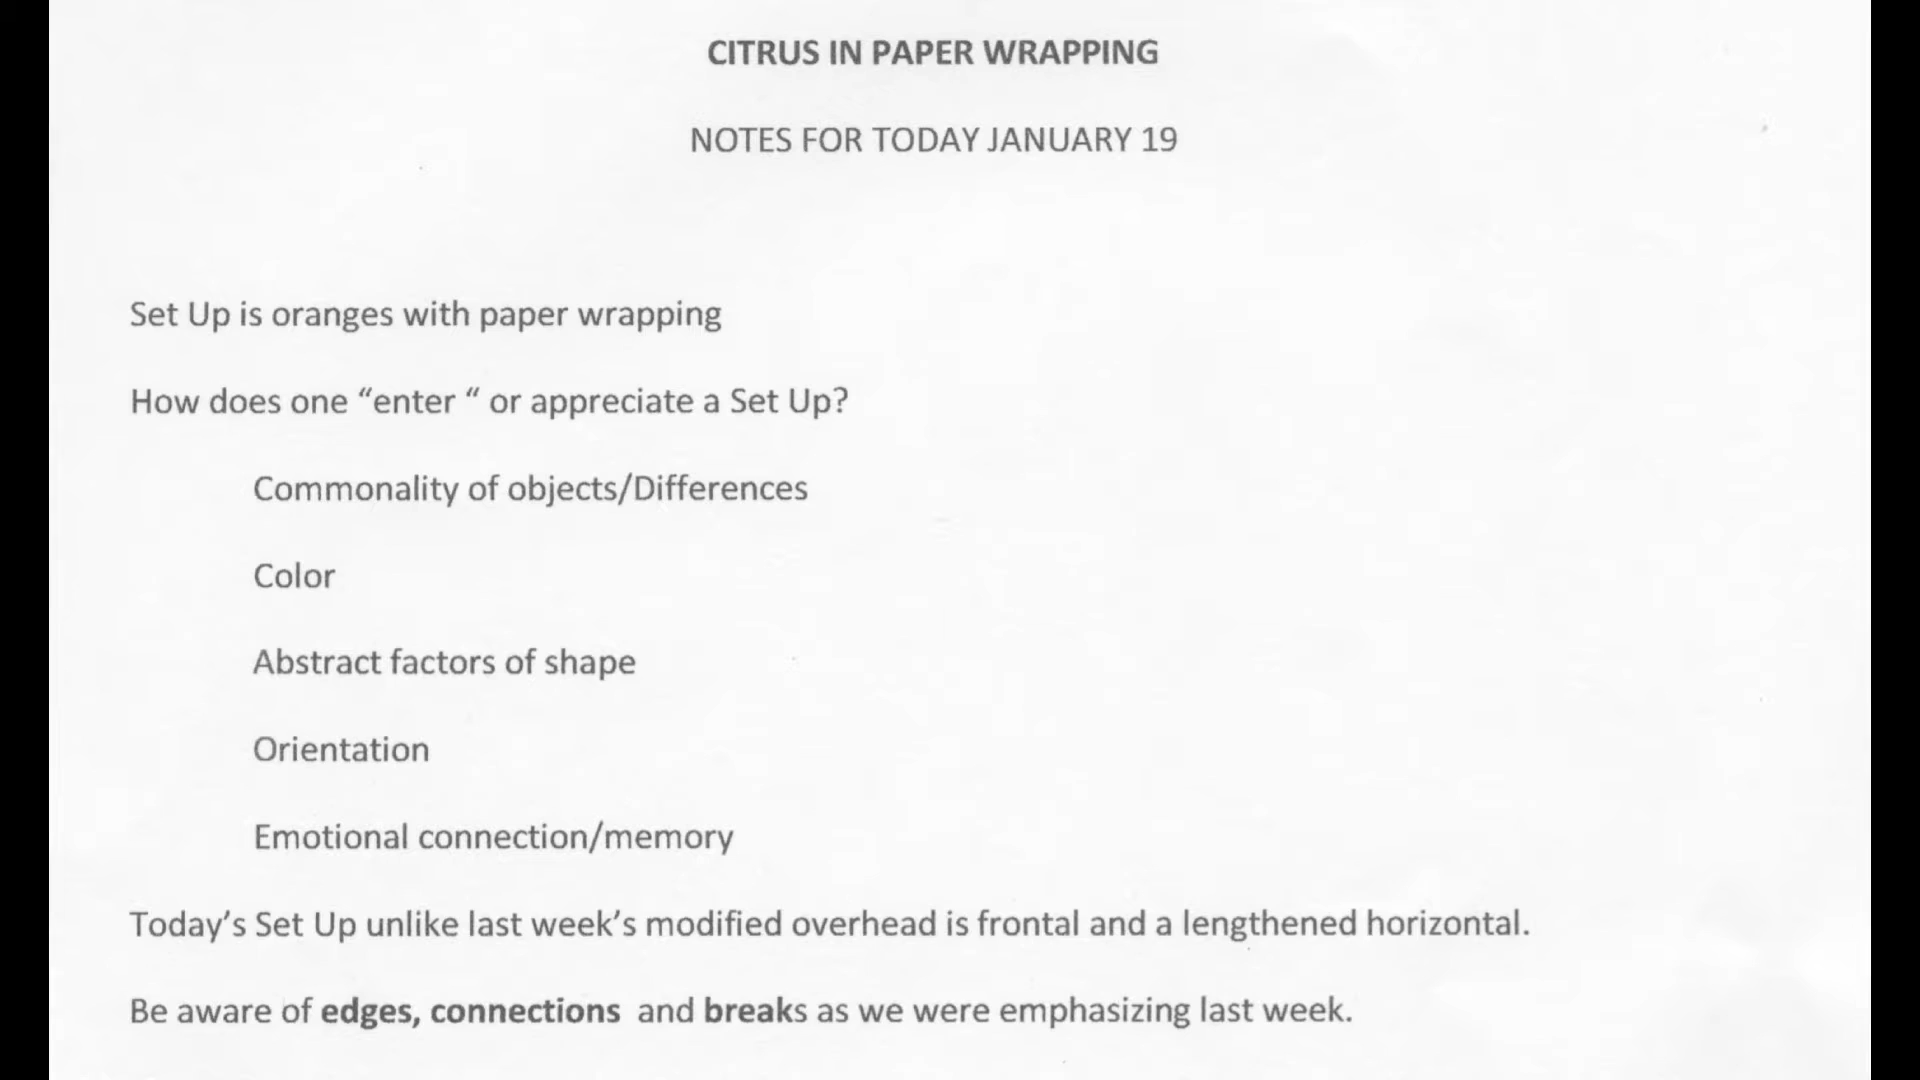 CITRUS IN PAPER WRAPPING
NOTES FOR TODAY JANUARY 19
Set Up is oranges with paper wrapping
How does one “enter “ or appreciate a Set Up?
Commonality of objects/Differences
Color
Abstract factors of shape
Orientation
Emotional connection/memory
Today’s Set Up unlike last week’s modified overhead is frontal and a lengthened horizontal.
Be aware of edges, connections and breaks as we were emphasizing last week.